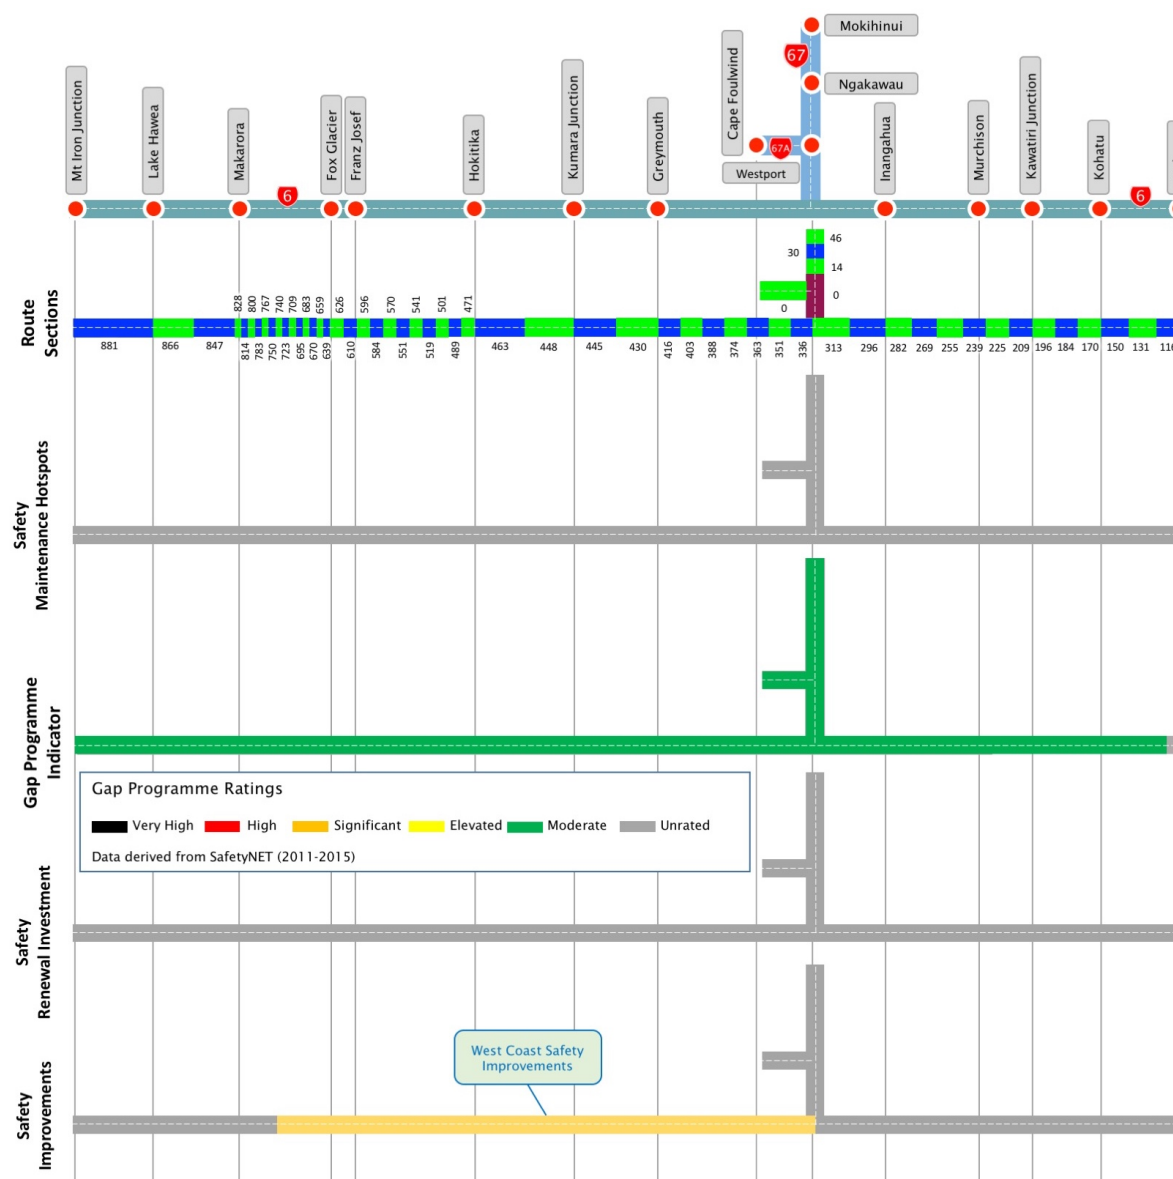 Mokihinui
67
Ngakawau
Cape Foulwind
67A
Westport
Mt Iron Junction
Lake Hawea
Makarora
6
Fox Glacier
Franz Josef
Hokitika
Kumara Junction
Greymouth
Inangahua
Murchison
Kawatiri Junction
Kohatu
6
46
30
14
0
0
Route
Sections
828
800
767
740
709
683
659
626
596
570
541
501
471
881
866
847
814
783
750
723
695
670
639
610
584
551
519
489
463
448
445
430
416
403
388
374
363
351
336
313
296
282
269
255
239
225
209
196
184
170
150
131
116
Safety
Maintenance Hotspots
Gap Programme
Indicator
Gap Programme Ratings
Very High
High
Significant
Elevated
Moderate
Unrated
Data derived from SafetyNET (2011-2015)
Safety
Renewal Investment
West Coast Safety
Improvements
Safety
Improvements